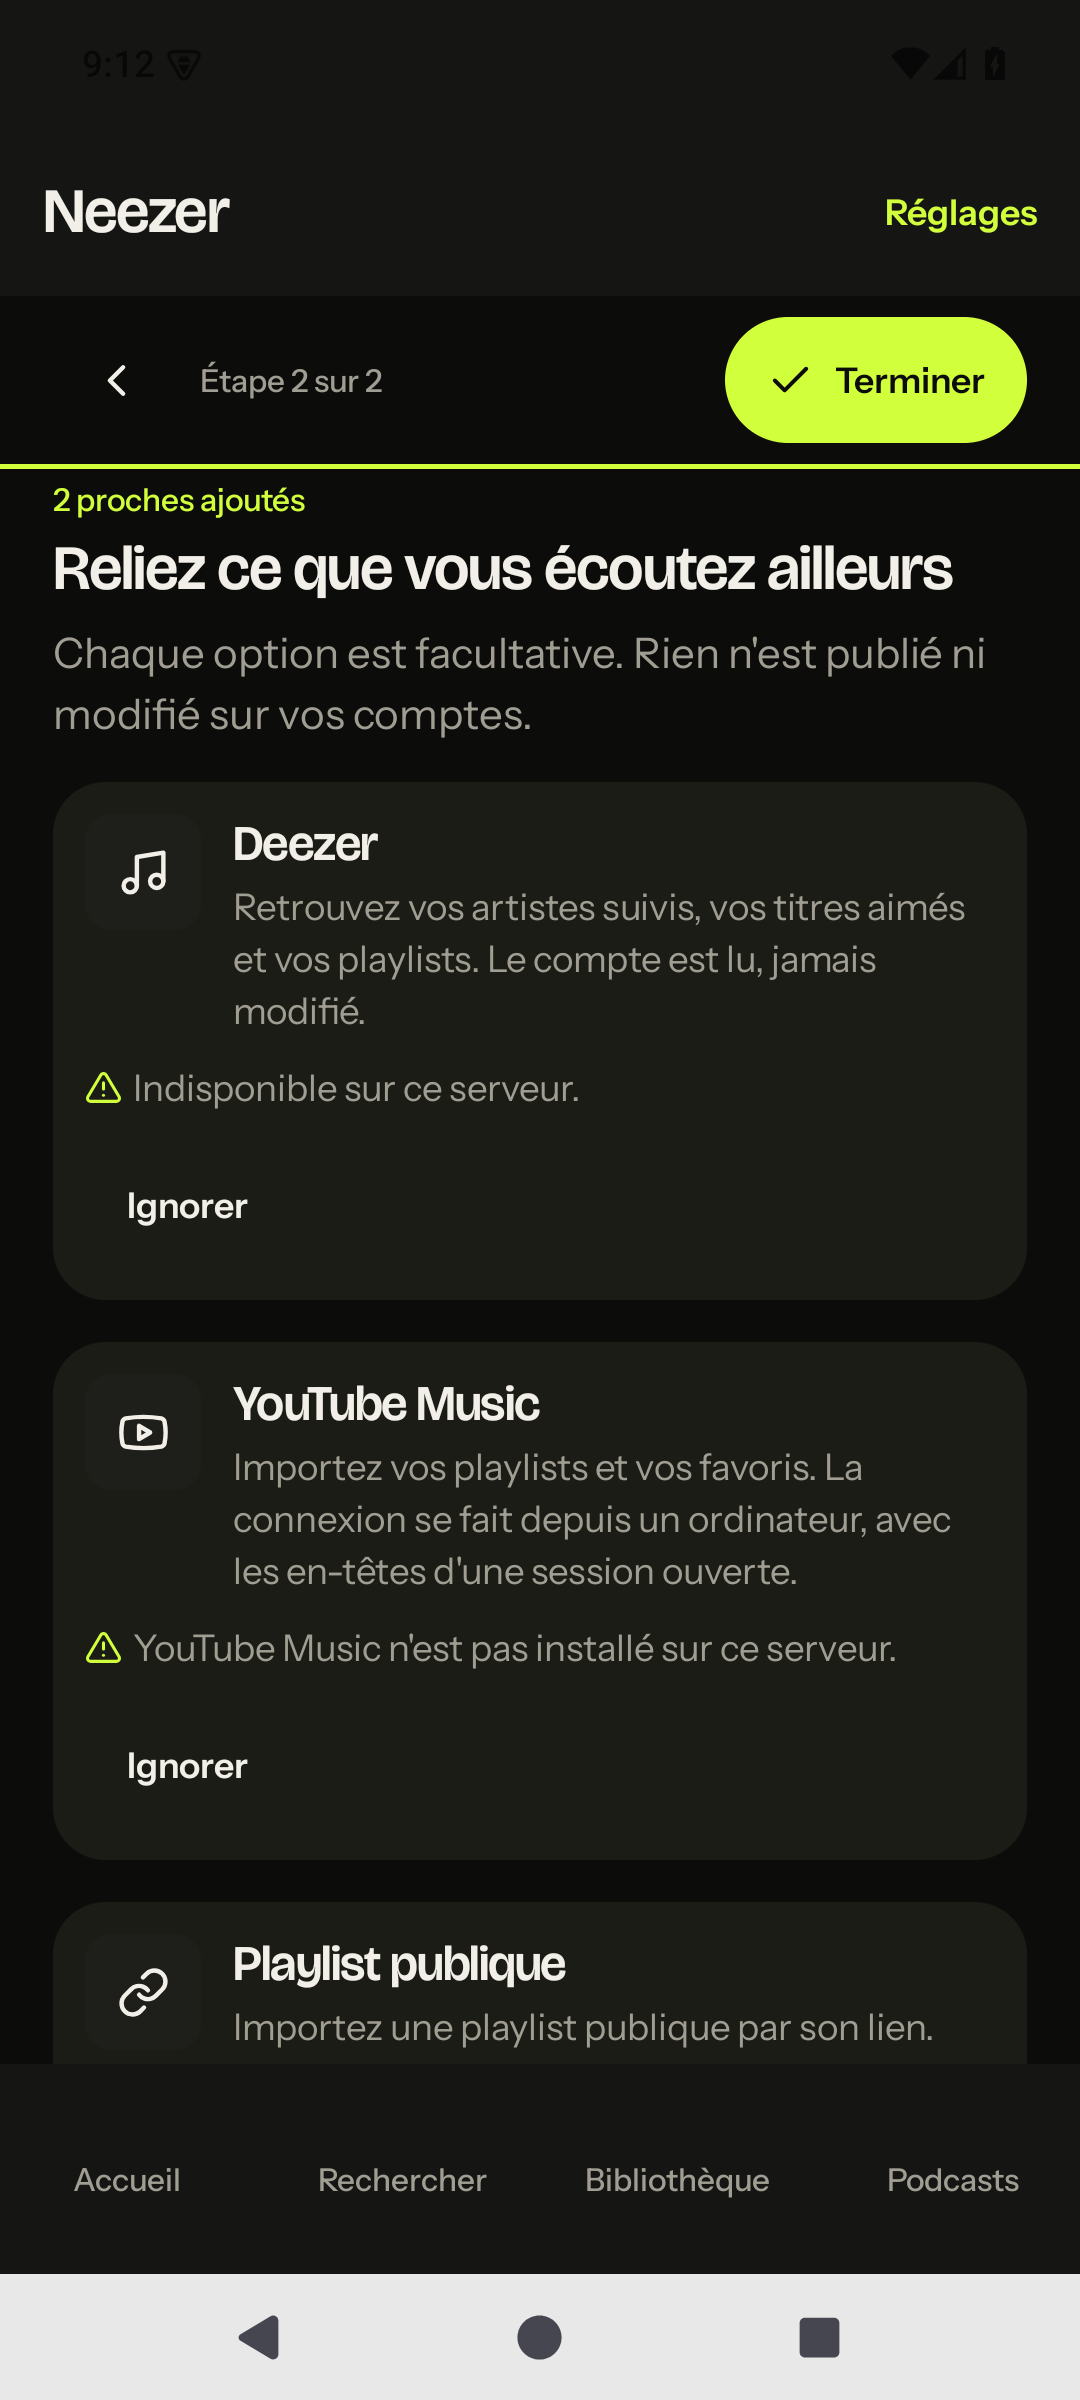 9:12
Neezer
Réglages
Étape 2 sur 2
Terminer
2 proches ajoutés
Reliez ce que vous écoutez ailleurs
Chaque option est facultative. Rien n'est publié ni
modifié sur vos comptes.
Deezer
Retrouvez vos artistes suivis, vos titres aimés
et vos playlists. Le compte est lu, jamais
modifié.
Indisponible sur ce serveur.
Ignorer
YouTube Music
Importez vos playlists et vos favoris. La
connexion se fait depuis un ordinateur, avec
les en-têtes d'une session ouverte.
YouTube Music n'est pas installé sur ce serveur.
Ignorer
Playlist publique
Importez une playlist publique par son lien.
Accueil
Rechercher
Bibliothèque
Podcasts